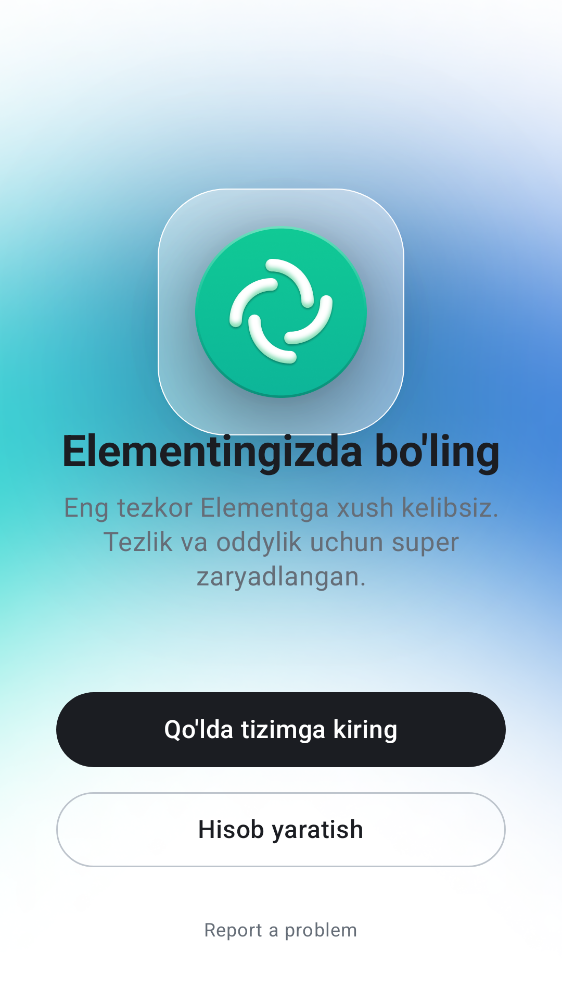 Elementingizda bo'ling
Eng tezkor Elementga xush kelibsiz.
Tezlik va oddylik uchun super
zaryadlangan.
Qo'lda tizimga kiring
Hisob yaratish
Report a problem